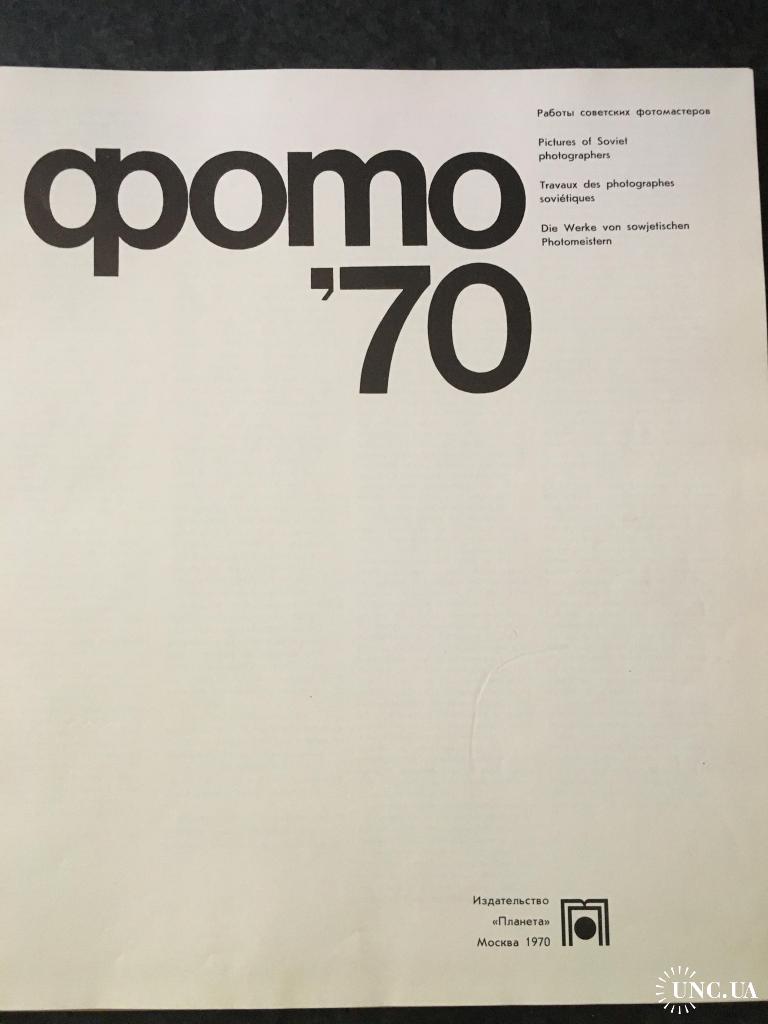 фото
'70
Работы советских фотомастеров
Pictures of Soviet
photographers
Travaux des photographes
soviétiques
Die Werke von sowjetischen
Photomeistern
Издательство
«Планета»
Москва 1970
UNC.UA